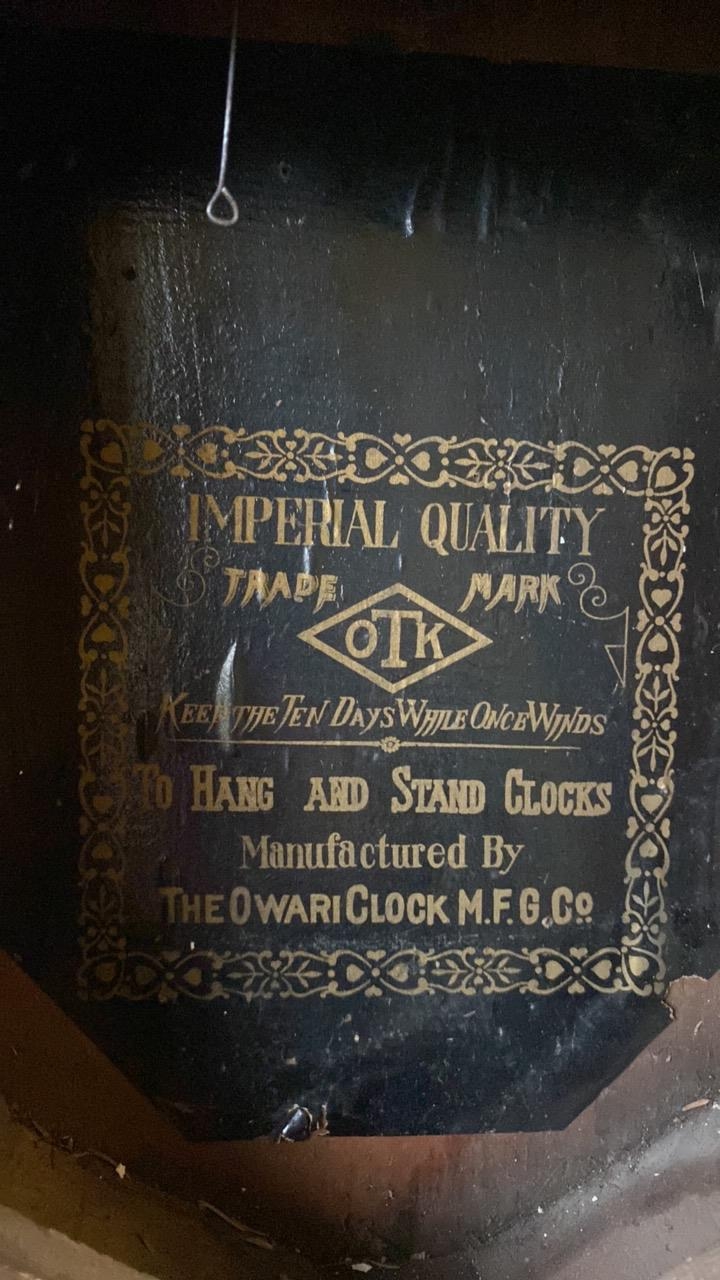 IMPERIAL QUALITY
TRADE MARK
OTK
KEEP THE TEN DAYS WHILE ONCE WINDS
TO HANG AND STAND CLOCKS
Manufactured By
THE OWARI CLOCK M.F.G.Co